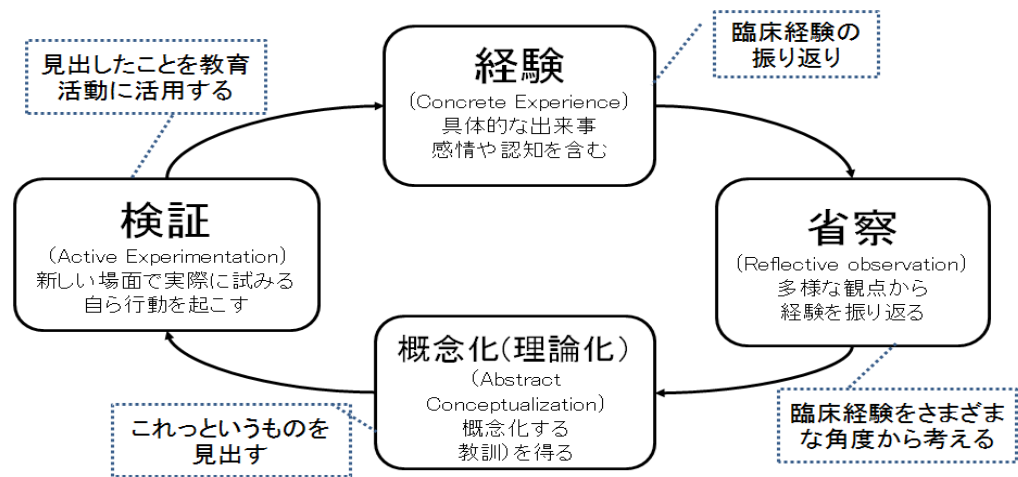 見出したことを教育
活動に活用する
経験
(Concrete Experience)
具体的な出来事
感情や認知を含む
臨床経験の
振り返り
検証
(Active Experimentation)
新しい場面で実際に試みる
自ら行動を起こす
省察
(Reflective observation)
多様な観点から
経験を振り返る
概念化(理論化)
(Abstract
Conceptualization)
概念化する
教訓)を得る
これっというものを
見出す
臨床経験をさまざま
な角度から考える